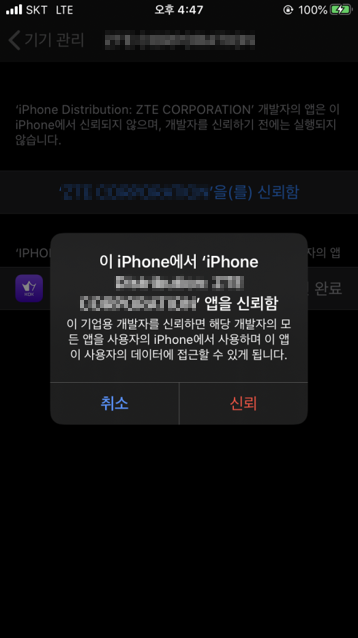 SKT LTE 오후 4:47 100%
기기 관리 ZTE CORPORATION
'iPhone Distribution: ZTE CORPORATION' 개발자의 앱은 이
iPhone에서 신뢰되지 않으며, 개발자를 신뢰하기 전에는 실행되지
않습니다.
'ZTE CORPORATION'을(를) 신뢰함
'IPHO 의 앱
완료
이 iPhone에서 'iPhone
Distribution: ZTE
CORPORATION' 앱을 신뢰함
이 기업용 개발자를 신뢰하면 해당 개발자의 모
든 앱을 사용자의 iPhone에서 사용하며 이 앱
이 사용자의 데이터에 접근할 수 있게 됩니다.
취소 신뢰